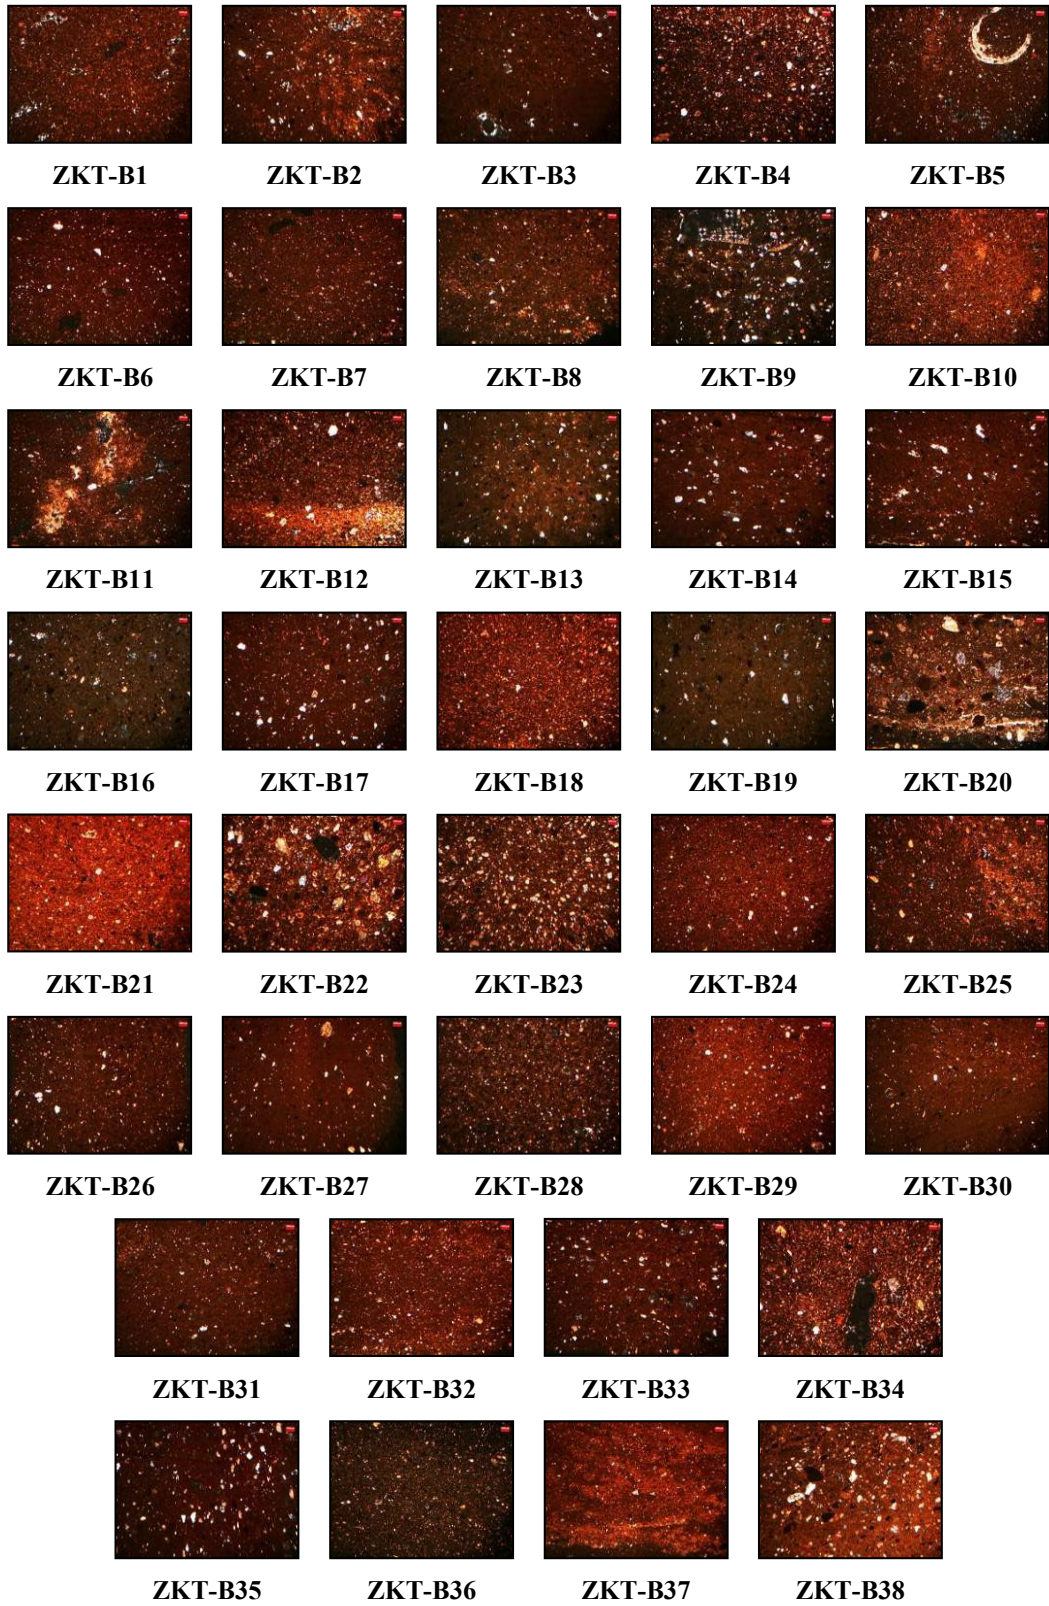 ZKT-B1 ZKT-B2 ZKT-B3 ZKT-B4 ZKT-B5
ZKT-B6 ZKT-B7 ZKT-B8 ZKT-B9 ZKT-B10
ZKT-B11 ZKT-B12 ZKT-B13 ZKT-B14 ZKT-B15
ZKT-B16 ZKT-B17 ZKT-B18 ZKT-B19 ZKT-B20
ZKT-B21 ZKT-B22 ZKT-B23 ZKT-B24 ZKT-B25
ZKT-B26 ZKT-B27 ZKT-B28 ZKT-B29 ZKT-B30
ZKT-B31 ZKT-B32 ZKT-B33 ZKT-B34
ZKT-B35 ZKT-B36 ZKT-B37 ZKT-B38